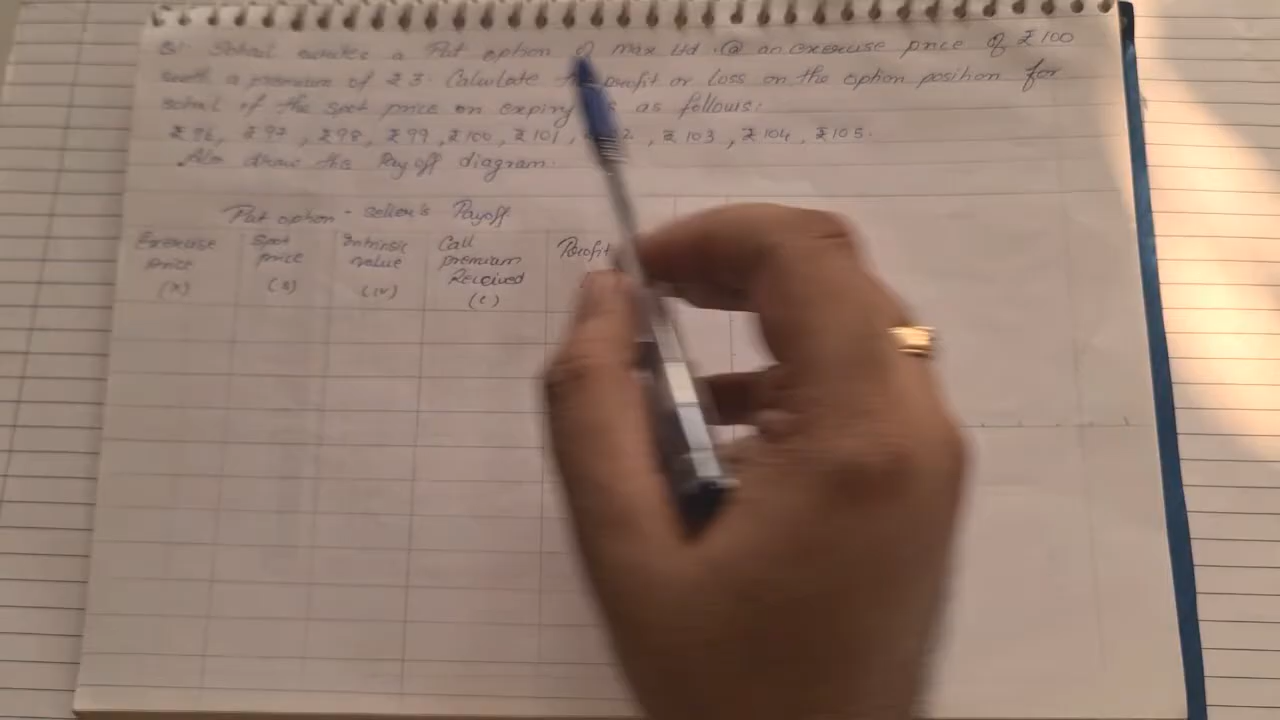 Q: Sohail writes a Put option of Max Ltd. @ an exercise price of ₹100
with a premium of ₹3. Calculate profit or loss on the option position for
Sohail if the spot price on expiry is as follows:
₹96, ₹97, ₹98, ₹99, ₹100, ₹101, ₹103, ₹104, ₹105.
Also draw the Pay off diagram.
Put option - seller's Payoff
Exercise price (X)
Spot price (S)
Intrinsic value (IV)
Call premium Received (C)
Profit